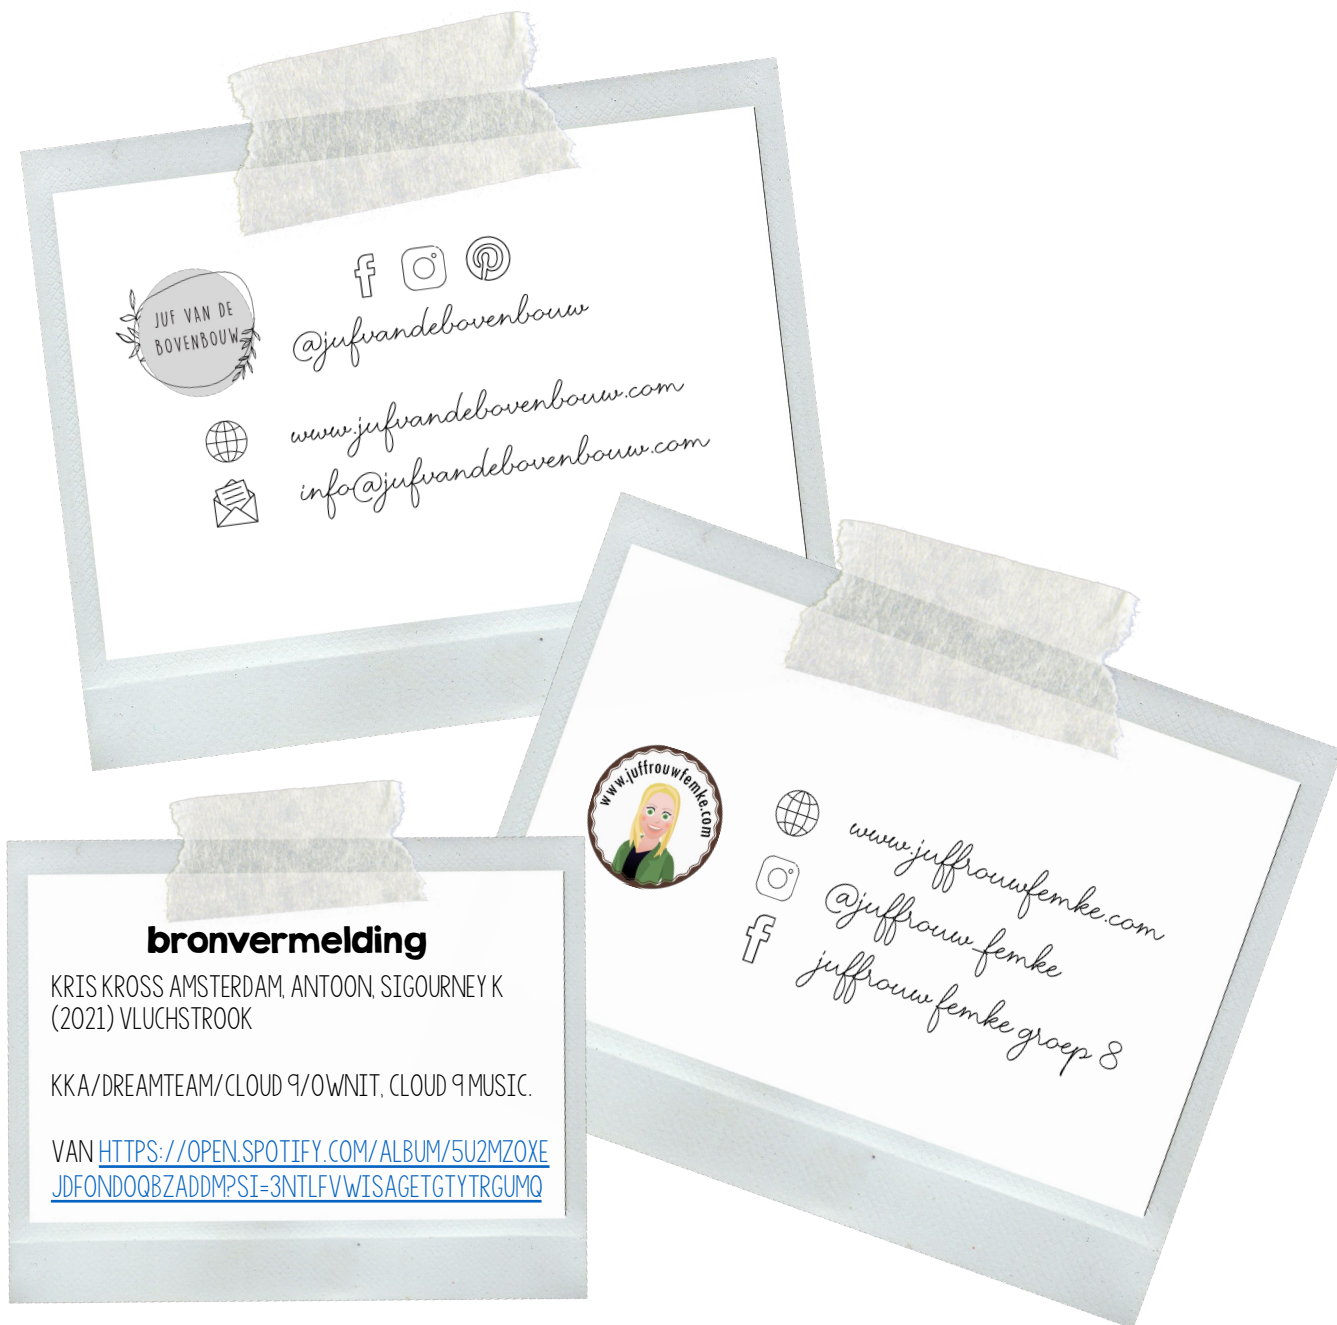 JUF VAN DE
BOVENBOUW
@jufvandebovenbouw
www.jufvandebovenbouw.com
info@jufvandebovenbouw.com
www.juffrouwfemke.com
www.juffrouwfemke.com
@juffrouw_femke
juffrouw femke groep 8
bronvermelding
KRIS KROSS AMSTERDAM, ANTOON, SIGOURNEY K
(2021) VLUCHSTROOK
KKA/DREAMTEAM/CLOUD 9/OWNIT, CLOUD 9 MUSIC.
VAN HTTPS://OPEN.SPOTIFY.COM/ALBUM/5U2MZOXE
JDFONDOQBZADDM?SI=3NTLFVWISAGETGTYTRGUMQ